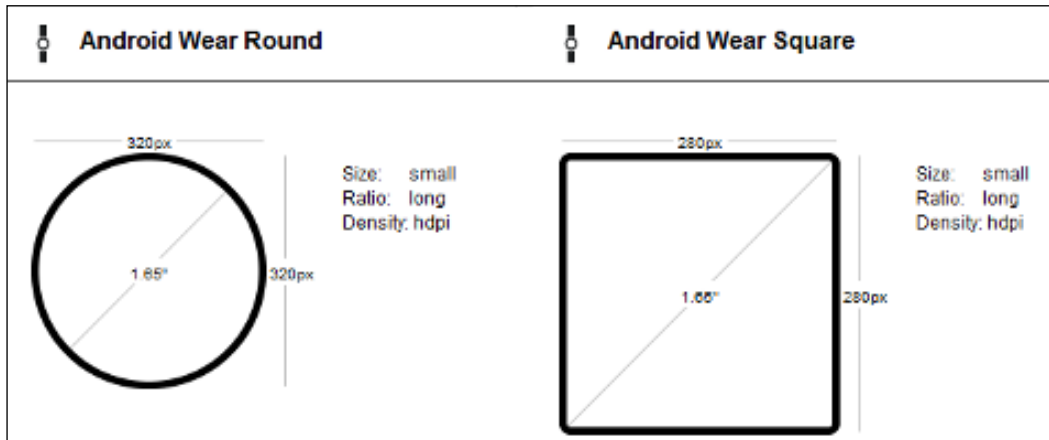 Android Wear Round
320px
Size: small
Ratio: long
Density: hdpi
1.65"
320px
Android Wear Square
280px
Size: small
Ratio: long
Density: hdpi
1.66"
280px